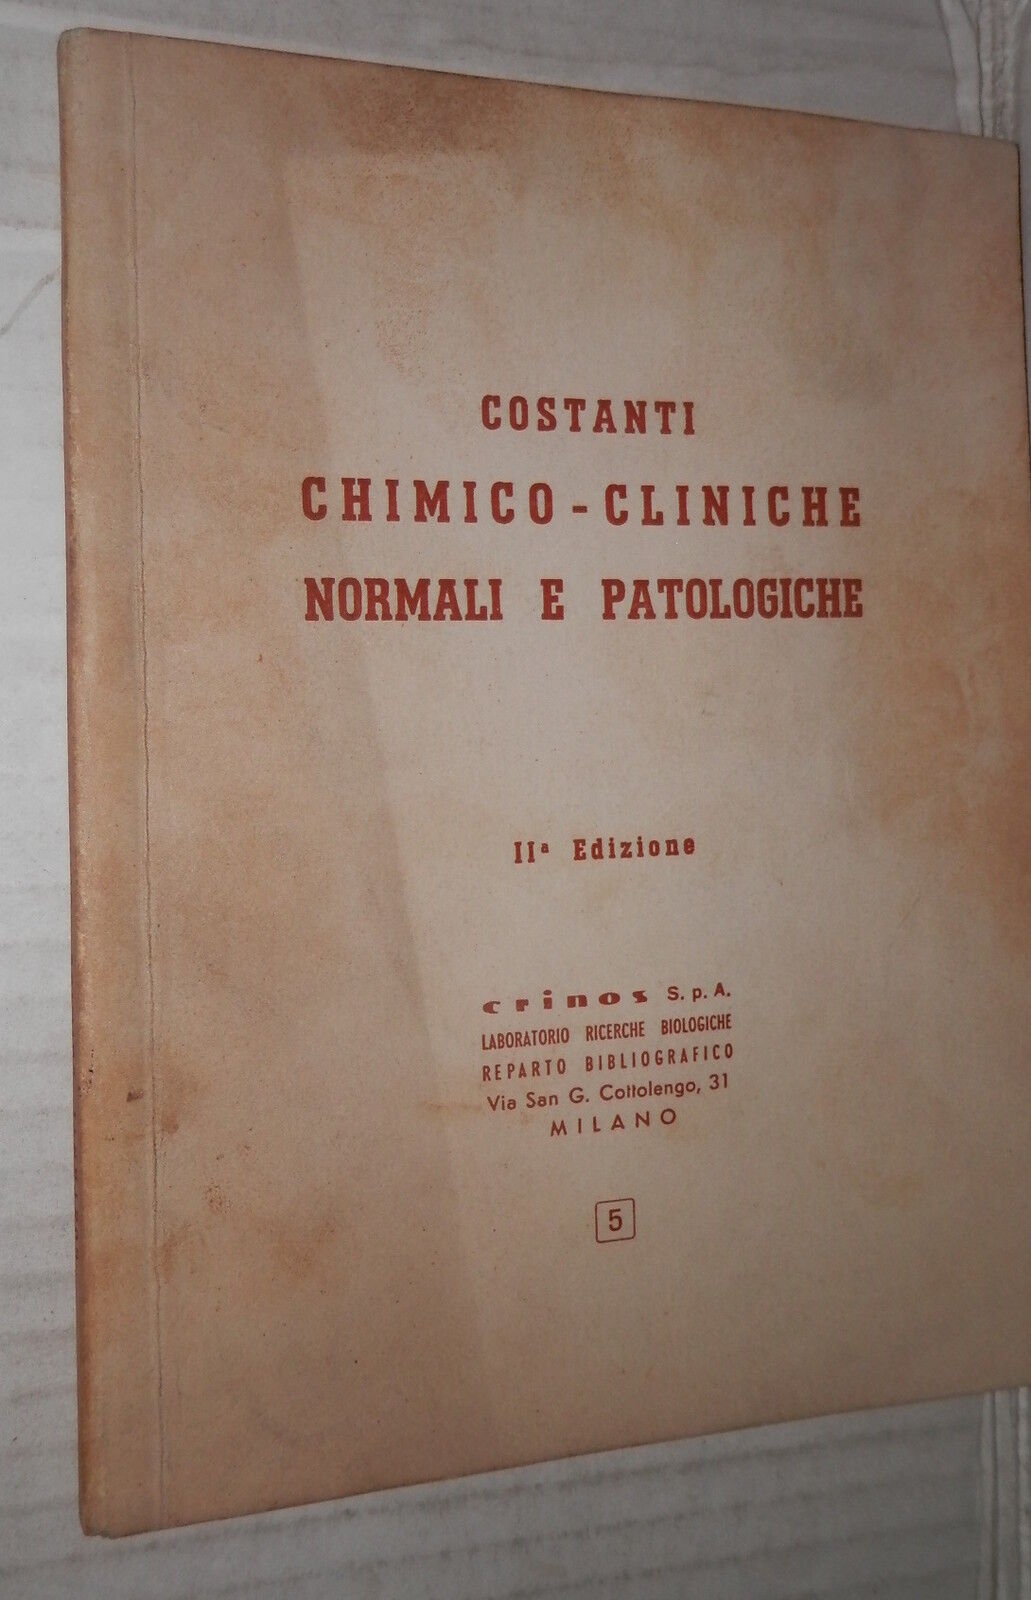 COSTANTI
CHIMICO - CLINICHE
NORMALI E PATOLOGICHE
IIª Edizione
crinos S. p. A.
LABORATORIO RICERCHE BIOLOGICHE
REPARTO BIBLIOGRAFICO
Via San G. Cottolengo, 31
MILANO
5